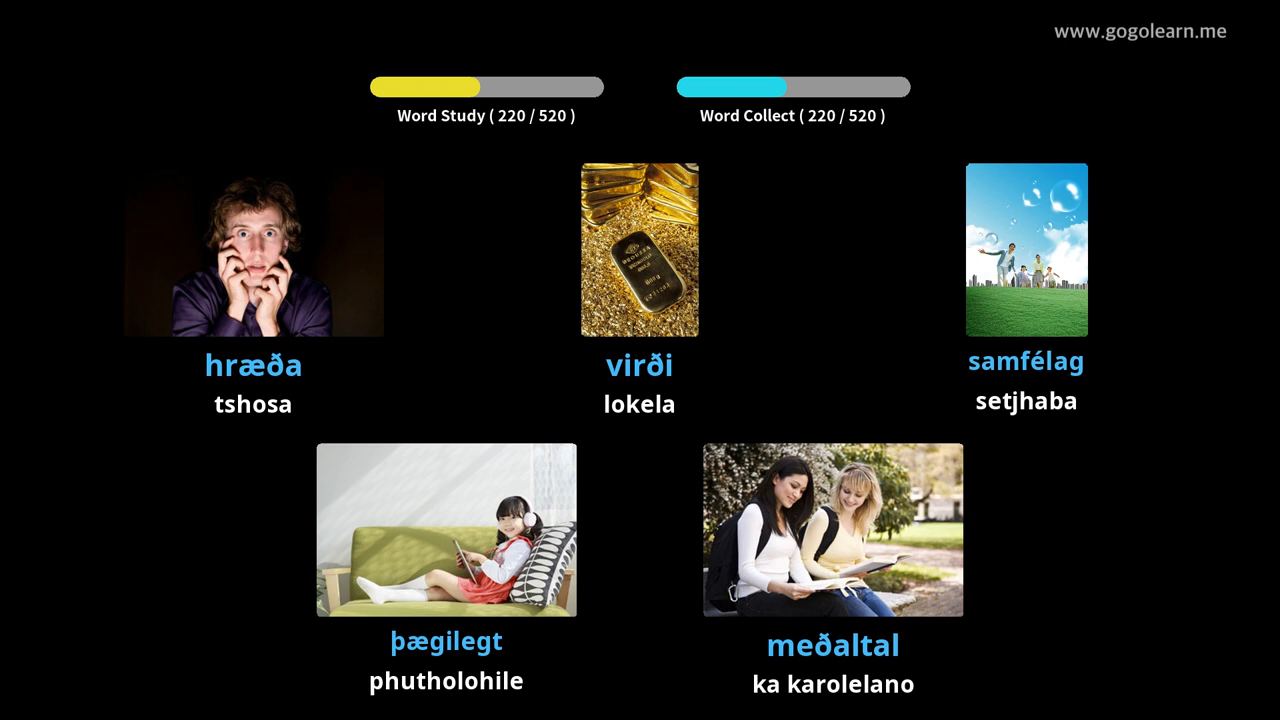 www.gogolearn.me
Word Study ( 220 / 520 )
Word Collect ( 220 / 520 )
hræða
tshosa
virði
lokela
samfélag
setjhaba
þægilegt
phutholohile
meðaltal
ka karolelano